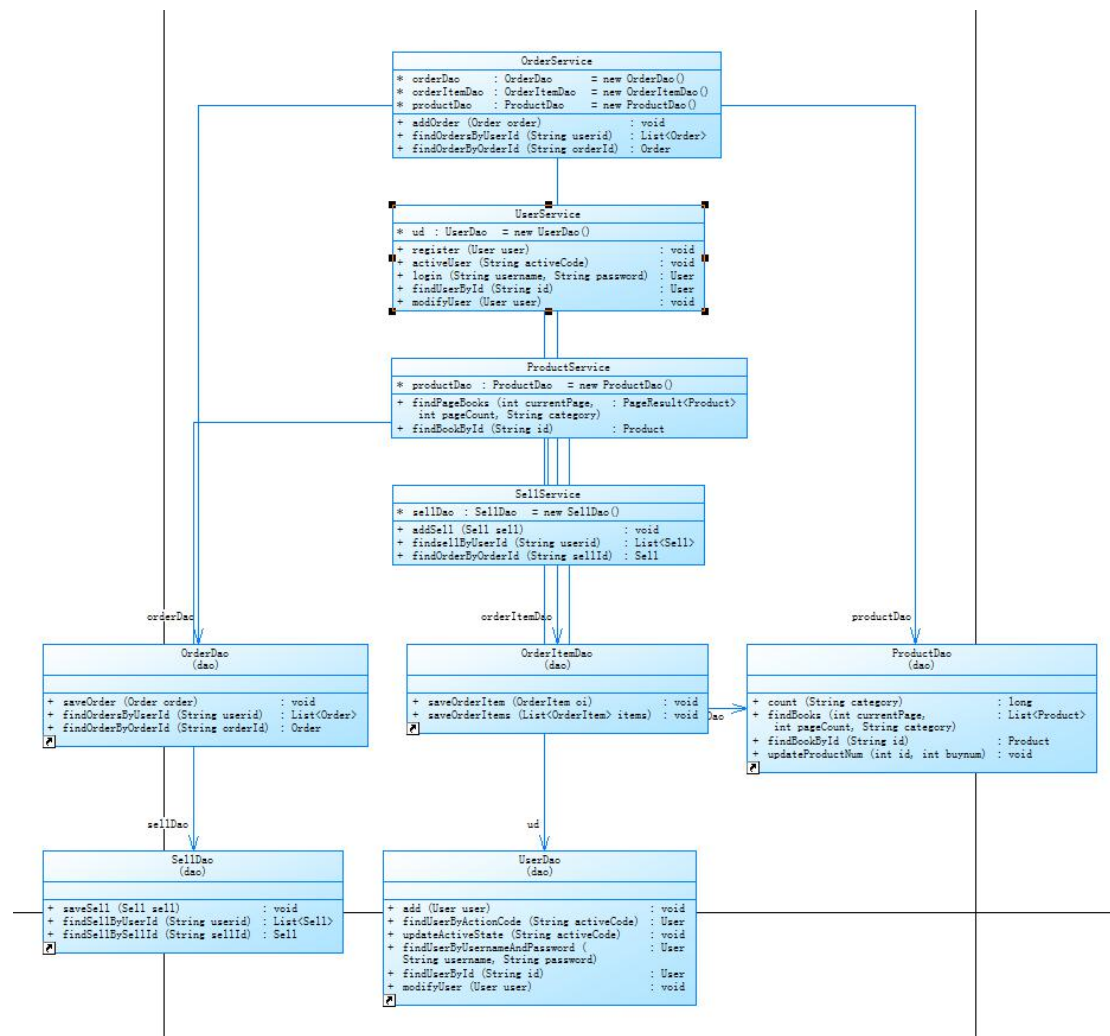 OrderService
* orderDao : OrderDao = new OrderDao()
* orderItemDao : OrderItemDao = new OrderItemDao()
* productDao : ProductDao = new ProductDao()
+ addOrder (Order order) : void
+ findOrdersByUserId (String userid) : List<Order>
+ findOrderByOrderId (String orderId) : Order
UserService
* ud : UserDao = new UserDao()
+ register (User user) : void
+ activeUser (String activeCode) : void
+ login (String username, String password) : User
+ findUserById (String id) : User
+ modifyUser (User user) : void
ProductService
* productDao : ProductDao = new ProductDao()
+ findPageBooks (int currentPage, : PageResult<Product>
int pageCount, String category)
+ findBookById (String id) : Product
SellService
* sellDao : SellDao = new SellDao()
+ addSell (Sell sell) : void
+ findsellByUserId (String userid) : List<Sell>
+ findOrderByOrderId (String sellId) : Sell
orderDao
orderItemDao
productDao
OrderDao
(dao)
+ saveOrder (Order order) : void
+ findOrdersByUserId (String userid) : List<Order>
+ findOrderByOrderId (String orderId) : Order
OrderItemDao
(dao)
+ saveOrderItem (OrderItem oi) : void
+ saveOrderItems (List<OrderItem> items) : void
Dao
ProductDao
(dao)
+ count (String category) : long
+ findBooks (int currentPage, : List<Product>
int pageCount, String category)
+ findBookById (String id) : Product
+ updateProductNum (int id, int buynum) : void
sellDao
ud
SellDao
(dao)
+ saveSell (Sell sell) : void
+ findSellByUserId (String userid) : List<Sell>
+ findSellBySellId (String sellId) : Sell
UserDao
(dao)
+ add (User user) : void
+ findUserByActionCode (String activeCode) : User
+ updateActiveState (String activeCode) : void
+ findUserByUsernameAndPassword ( : User
String username, String password)
+ findUserById (String id) : User
+ modifyUser (User user) : void